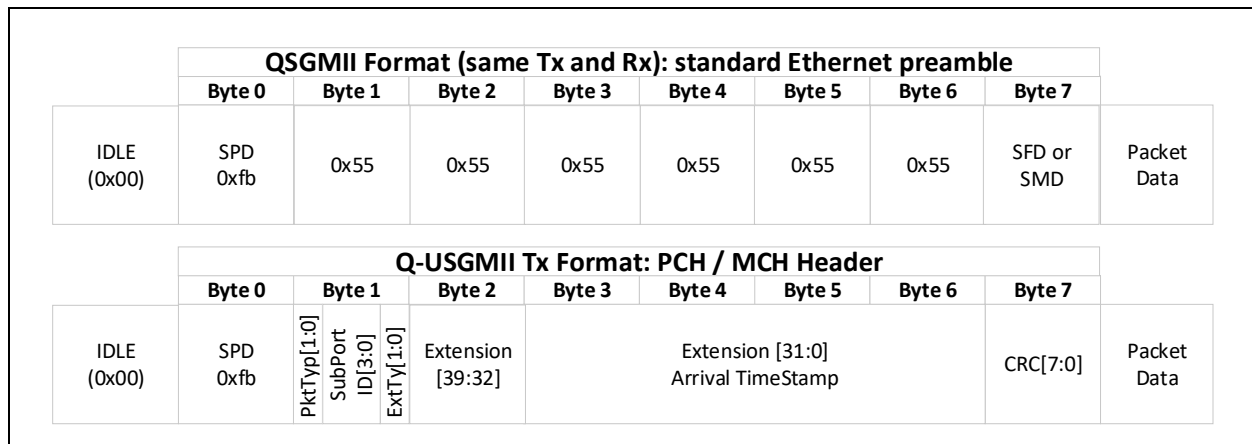 QSGMII Format (same Tx and Rx): standard Ethernet preamble
Byte 0 Byte 1 Byte 2 Byte 3 Byte 4 Byte 5 Byte 6 Byte 7
IDLE
(0x00)
SPD
0xfb
0x55
0x55
0x55
0x55
0x55
0x55
SFD or
SMD
Packet
Data
Q-USGMII Tx Format: PCH / MCH Header
Byte 0 Byte 1 Byte 2 Byte 3 Byte 4 Byte 5 Byte 6 Byte 7
IDLE
(0x00)
SPD
0xfb
PktTyp[1:0]
SubPort
ID[3:0]
ExtTy[1:0]
Extension
[39:32]
Extension [31:0]
Arrival TimeStamp
CRC[7:0]
Packet
Data